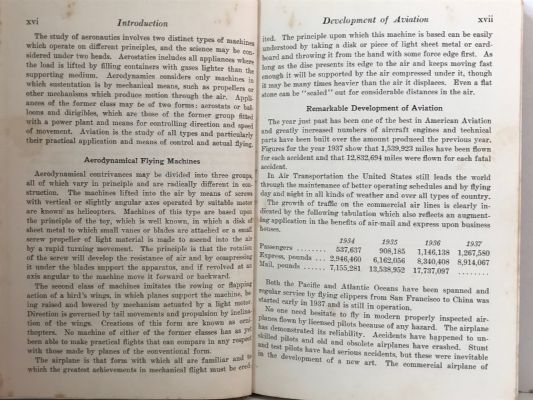 xvi Introduction
The study of aeronautics involves two distinct types of machines
which operate on different principles, and the science may be con-
sidered under two heads. Aerostatics includes all appliances where
the load is lifted by filling containers with gases lighter than the
supporting medium. Aerodynamics considers only machines in
which sustentation is by mechanical means, such as propellers or
other mechanisms which produce motion through the air. Appli-
ances of the former class may be of two forms: aerostats or bal-
loons and dirigibles, which are those of the former group fitted
with a power plant and means for controlling direction and speed
of movement. Aviation is the study of all types and particularly
their practical application and means of control and actual flying.
Aerodynamical Flying Machines
Aerodynamical contrivances may be divided into three groups,
all of which vary in principle and are radically different in con-
struction. The machines lifted into the air by means of screws
with vertical or slightly angular axes operated by suitable motor
are known as helicopters. Machines of this type are based upon
the principle of the toy, which is well known, in which a disk of
sheet metal to which small vanes or blades are attached or a small
screw propeller of light material is made to ascend into the air
by a rapid turning movement. The principle is that the rotation
of the screw will develop the resistance of air and by compressing
it under the blades support the apparatus, and if revolved at an
axis angular to the machine move it forward or backward.
The second class of machines imitates the rowing or flapping
action of a bird's wings, in which planes support the machine, be-
ing raised and lowered by mechanism actuated by a light motor.
Direction is governed by tail movements and propulsion by inclina-
tion of the wings. Creations of this form are known as orni-
thopters. No machine of either of the former classes has as yet
been able to make practical flights that can compare in any respect
with those made by planes of the conventional form.
The airplane is that form with which all are familiar and to
which the greatest achievements in mechanical flight must be cred-
Development of Aviation xvii
ited. The principle upon which this machine is based can be easily
understood by taking a disk or piece of light sheet metal or card-
board and throwing it from the hand with some force edge first. As
long as the disc presents its edge to the air and keeps moving fast
enough it will be supported by the air compressed under it, though
it may be many times heavier than the air it displaces. Even a flat
stone can be "scaled" out for considerable distances in the air.
Remarkable Development of Aviation
The year just past has been one of the best in American Aviation
and greatly increased numbers of aircraft engines and technical
parts have been built over the amount produced the previous year.
Figures for the year 1937 show that 1,539,923 miles have been flown
for each accident and that 12,832,694 miles were flown for each fatal
accident.
In Air Transportation the United States still leads the world
through the maintenance of better operating schedules and by flying
day and night in all kinds of weather and over all types of country.
The growth of traffic on the commercial air lines is clearly in-
dicated by the following tabulation which also reflects an augment-
ing application in the benefits of air-mail and express upon business
houses.
1934 1935 1936 1937
Passengers ........ 537,637 908,185 1,146,138 1,267,580
Express, pounds ... 2,946,460 6,162,056 8,340,408 8,914,067
Mail, pounds ...... 7,155,281 13,538,952 17,737,097 ........
Both the Pacific and Atlantic Oceans have been spanned and
regular service by flying clippers from San Francisco to China was
started early in 1937 and is still in operation.
No one need hesitate to fly in modern properly inspected air-
planes flown by licensed pilots because of any hazard. The airplane
has demonstrated its reliability. Accidents have happened to un-
skilled pilots and old and obsolete airplanes have crashed. Stunt
and test pilots have had serious accidents, but these were inevitable
in the development of a new art. The commercial airplane of